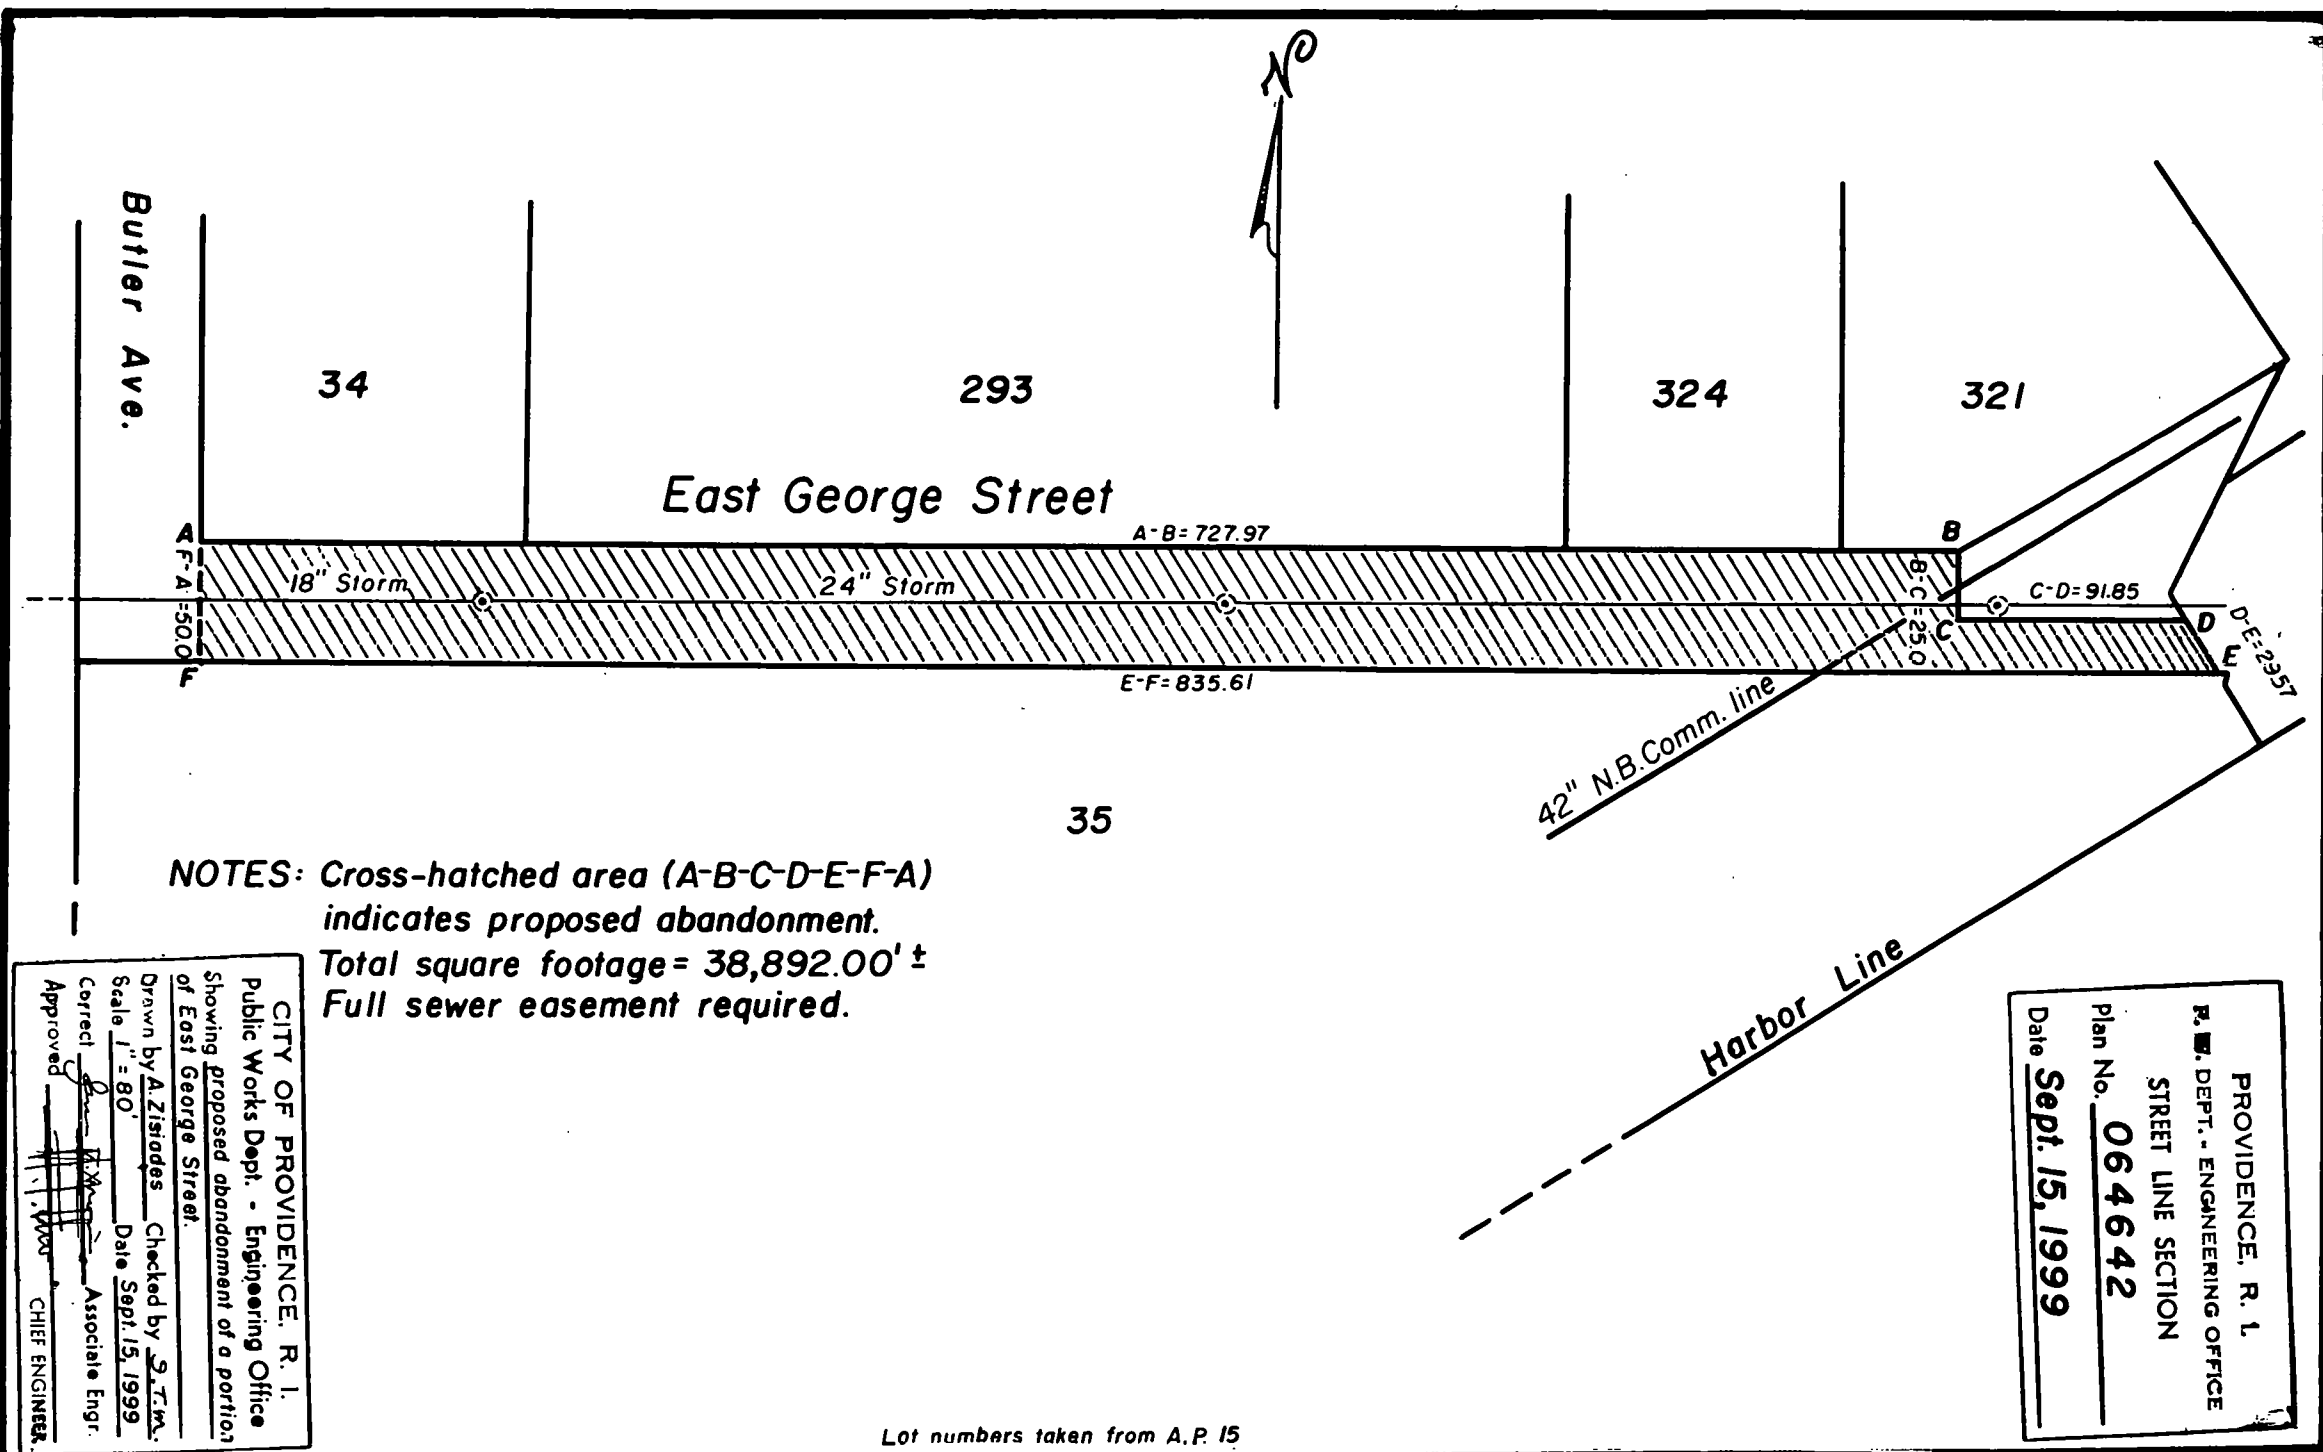 N
Butler Ave.
34
293
324
321
East George Street
A-B=727.97
A
B
F-A=50.0
18" Storm
24" Storm
B-C=25.0
C-D=91.85
C
D
D-E=29.57
E
F
E-F=835.61
42" N.B.Comm. line
35
NOTES: Cross-hatched area (A-B-C-D-E-F-A)
indicates proposed abandonment.
Total square footage= 38,892.00' ±
Full sewer easement required.
Harbor Line
CITY OF PROVIDENCE, R. I.
Public Works Dept. - Engineering Office
Showing proposed abandonment of a portion
of East George Street.
Drawn by A.Zisiades Checked by S.T.M.
Scale 1"=80' Date Sept. 15, 1999
Correct Associate Engr.
Approved CHIEF ENGINEER.
PROVIDENCE, R. I.
P. W. DEPT. - ENGINEERING OFFICE
STREET LINE SECTION
Plan No. 064642
Date Sept. 15, 1999
Lot numbers taken from A.P. 15